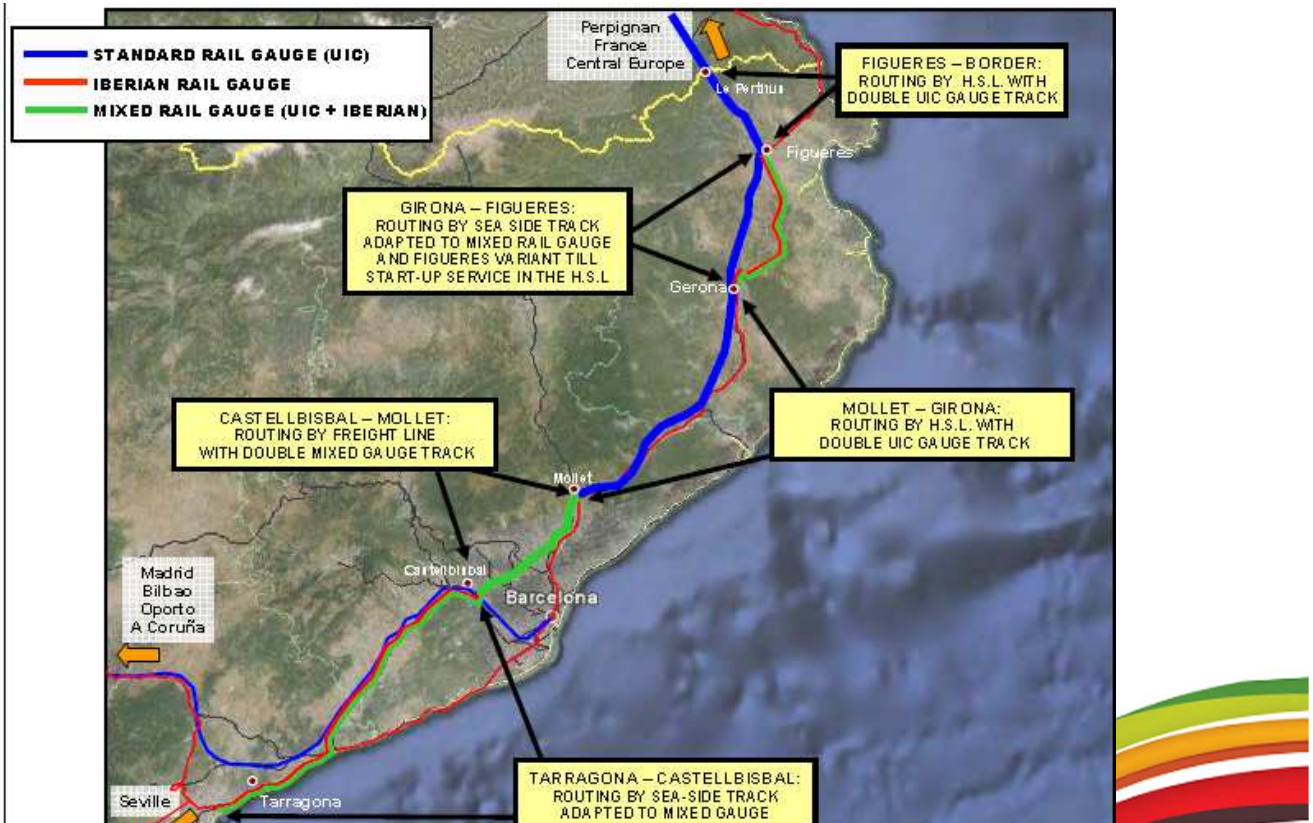 STANDARD RAIL GAUGE (UIC)
IBERIAN RAIL GAUGE
MIXED RAIL GAUGE (UIC + IBERIAN)
Perpignan
France
Central Europe
FIGUERES – BORDER:
ROUTING BY H.S.L. WITH
DOUBLE UIC GAUGE TRACK
Le Perthus
Figueres
GIRONA – FIGUERES:
ROUTING BY SEA SIDE TRACK
ADAPTED TO MIXED RAIL GAUGE
AND FIGUERES VARIANT TILL
START-UP SERVICE IN THE H.S.L
Gerona
CASTELLBISBAL – MOLLET:
ROUTING BY FREIGHT LINE
WITH DOUBLE MIXED GAUGE TRACK
MOLLET – GIRONA:
ROUTING BY H.S.L. WITH
DOUBLE UIC GAUGE TRACK
Mollet
Castellbisbal
Barcelona
Madrid
Bilbao
Oporto
A Coruña
Seville
Tarragona
TARRAGONA – CASTELLBISBAL:
ROUTING BY SEA-SIDE TRACK
ADAPTED TO MIXED GAUGE